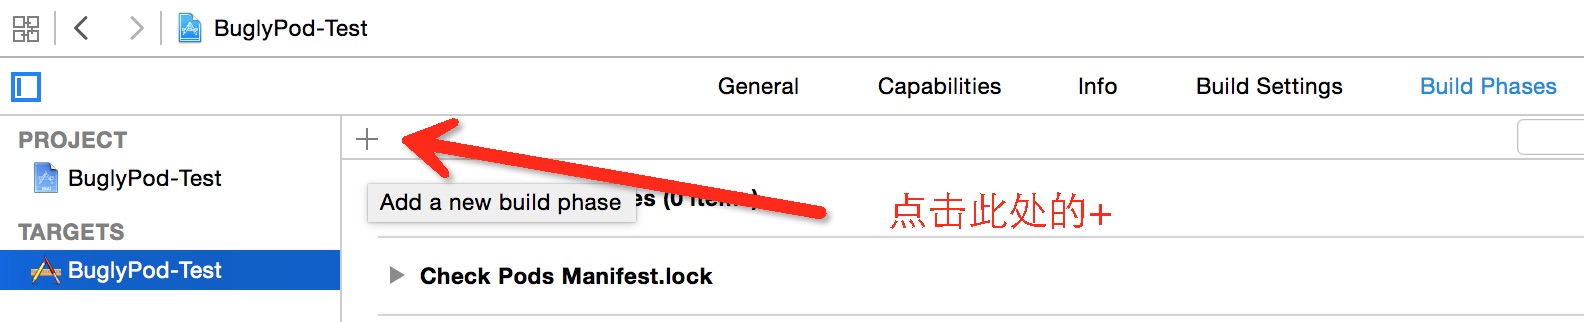 BuglyPod-Test
General Capabilities Info Build Settings Build Phases
PROJECT
BuglyPod-Test
Add a new build phase
(0
点击此处的+
TARGETS
BuglyPod-Test
Check Pods Manifest.lock